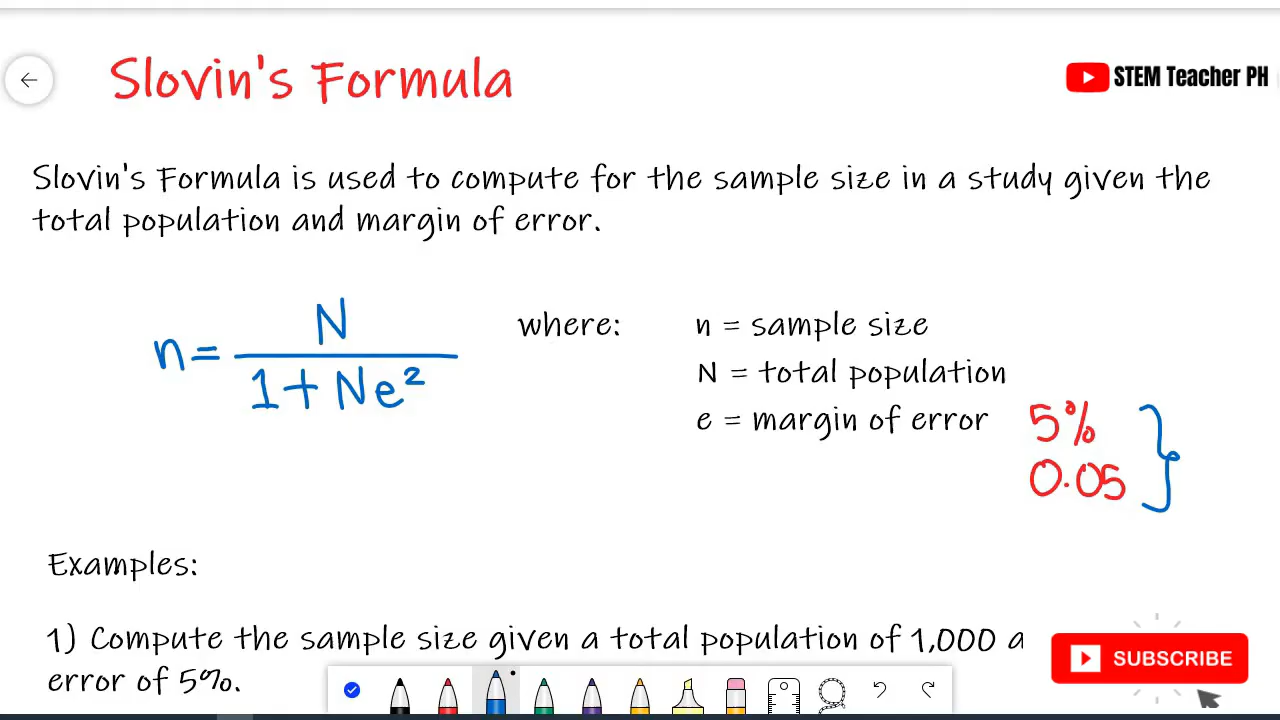 Slovin's Formula
STEM Teacher PH
Slovin's Formula is used to compute for the sample size in a study given the
total population and margin of error.
n = N / 1 + Ne²
where:
n = sample size
N = total population
e = margin of error
5%
0.05
Examples:
1) Compute the sample size given a total population of 1,000 a
error of 5%.
SUBSCRIBE